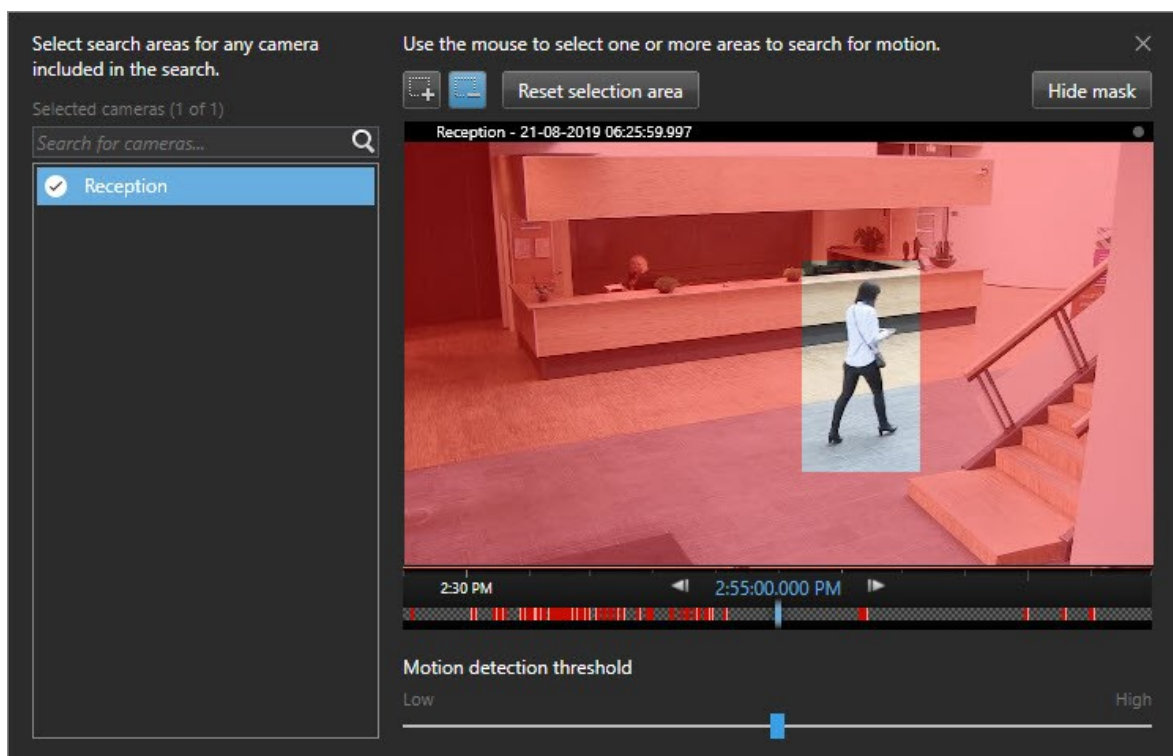 Select search areas for any camera
included in the search.
Selected cameras (1 of 1)
Search for cameras...
Reception
Use the mouse to select one or more areas to search for motion.
Reset selection area
Hide mask
Reception - 21-08-2019 06:25:59.997
2:30 PM
2:55:00.000 PM
Motion detection threshold
Low
High